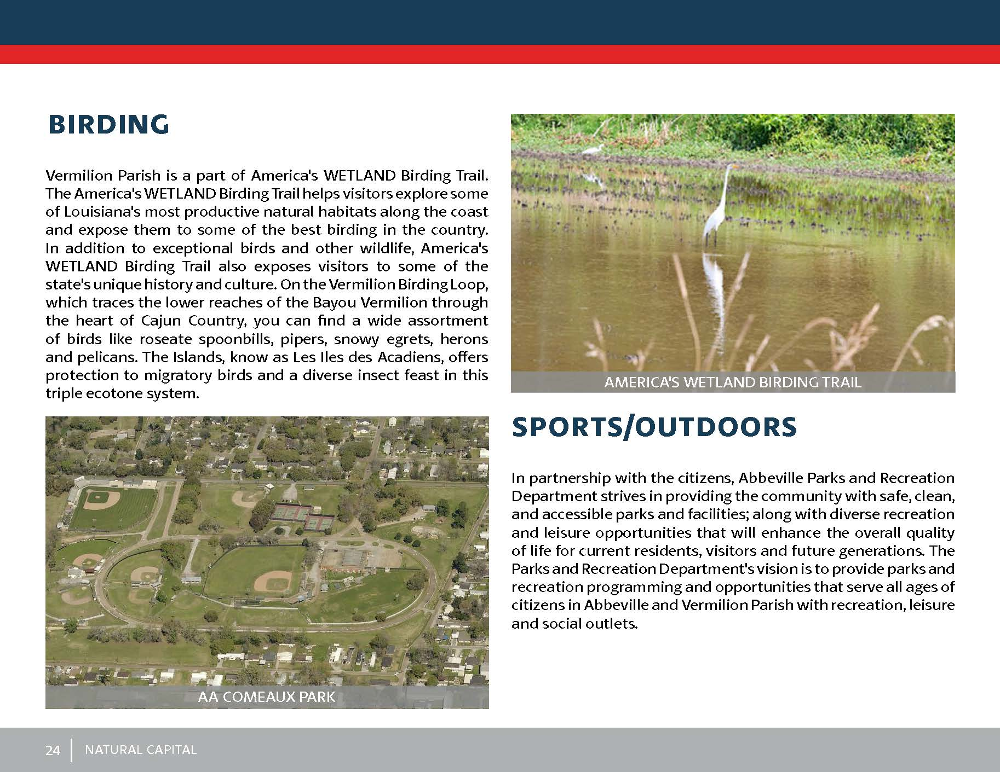 BIRDING
Vermilion Parish is a part of America's WETLAND Birding Trail.
The America's WETLAND Birding Trail helps visitors explore some
of Louisiana's most productive natural habitats along the coast
and expose them to some of the best birding in the country.
In addition to exceptional birds and other wildlife, America's
WETLAND Birding Trail also exposes visitors to some of the
state's unique history and culture. On the Vermilion Birding Loop,
which traces the lower reaches of the Bayou Vermilion through
the heart of Cajun Country, you can find a wide assortment
of birds like roseate spoonbills, pipers, snowy egrets, herons
and pelicans. The Islands, know as Les Iles des Acadiens, offers
protection to migratory birds and a diverse insect feast in this
triple ecotone system.
AA COMEAUX PARK
AMERICA'S WETLAND BIRDING TRAIL
SPORTS/OUTDOORS
In partnership with the citizens, Abbeville Parks and Recreation
Department strives in providing the community with safe, clean,
and accessible parks and facilities; along with diverse recreation
and leisure opportunities that will enhance the overall quality
of life for current residents, visitors and future generations. The
Parks and Recreation Department's vision is to provide parks and
recreation programming and opportunities that serve all ages of
citizens in Abbeville and Vermilion Parish with recreation, leisure
and social outlets.
24 | NATURAL CAPITAL